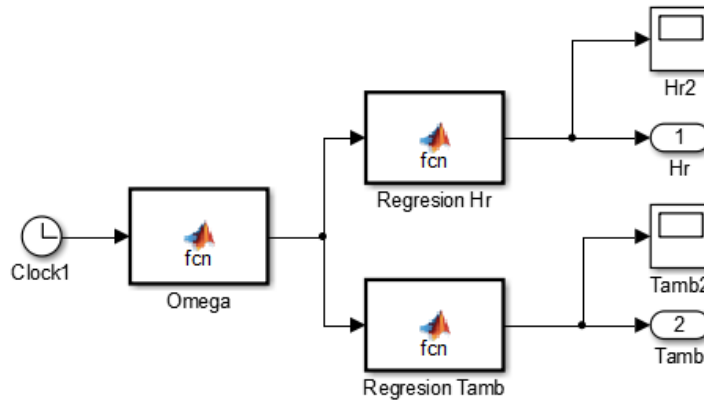 Hr2
fcn
1
Regresion Hr
Hr
fcn
Clock1
Omega
Tamb2
fcn
2
Regresion Tamb
Tamb